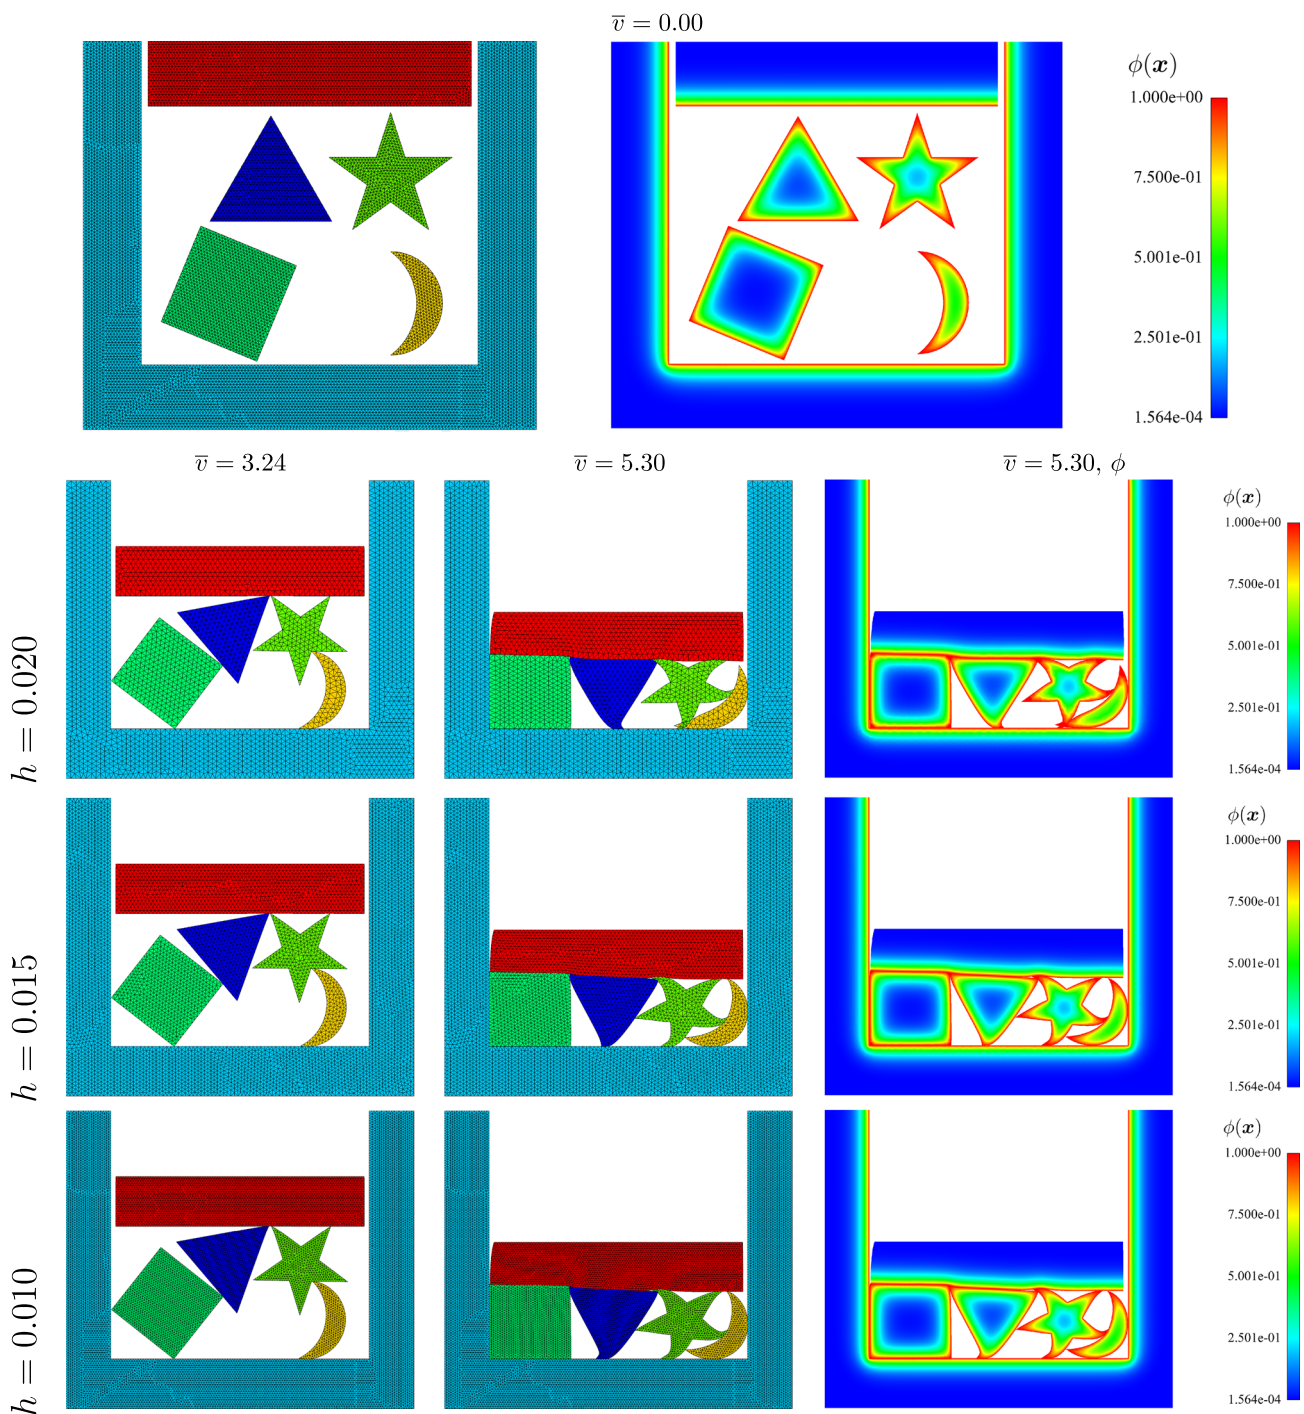 v̅ = 0.00
ϕ(x)
1.000e+00
7.500e-01
5.001e-01
2.501e-01
1.564e-04
v̅ = 3.24
v̅ = 5.30
v̅ = 5.30, ϕ
h = 0.020
ϕ(x)
1.000e+00
7.500e-01
5.001e-01
2.501e-01
1.564e-04
h = 0.015
ϕ(x)
1.000e+00
7.500e-01
5.001e-01
2.501e-01
1.564e-04
h = 0.010
ϕ(x)
1.000e+00
7.500e-01
5.001e-01
2.501e-01
1.564e-04